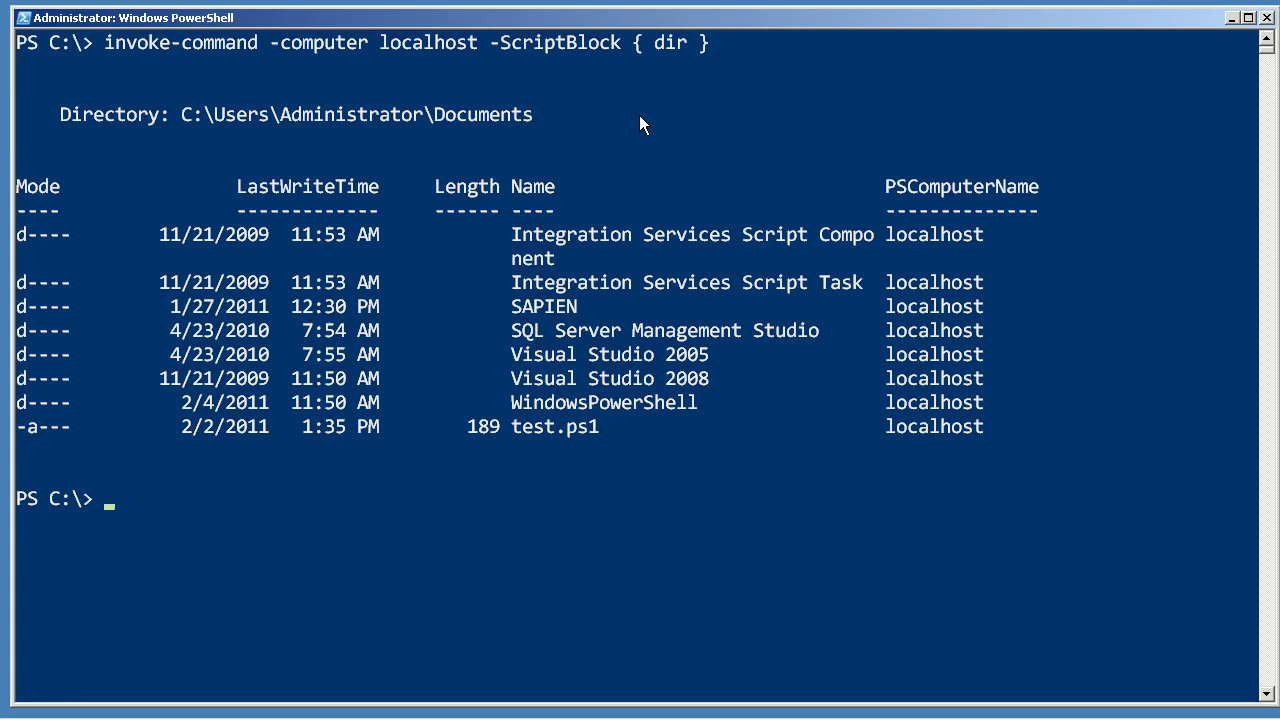 Administrator: Windows PowerShell
PS C:\> invoke-command -computer localhost -ScriptBlock { dir }
    Directory: C:\Users\Administrator\Documents
Mode                LastWriteTime     Length Name                              PSComputerName
----                -------------     ------ ----                              --------------
d----        11/21/2009  11:53 AM            Integration Services Script Compo localhost
                                             nent
d----        11/21/2009  11:53 AM            Integration Services Script Task  localhost
d----         1/27/2011  12:30 PM            SAPIEN                            localhost
d----         4/23/2010   7:54 AM            SQL Server Management Studio      localhost
d----         4/23/2010   7:55 AM            Visual Studio 2005                localhost
d----        11/21/2009  11:50 AM            Visual Studio 2008                localhost
d----          2/4/2011  11:50 AM            WindowsPowerShell                 localhost
-a---          2/2/2011   1:35 PM        189 test.ps1                          localhost
PS C:\>